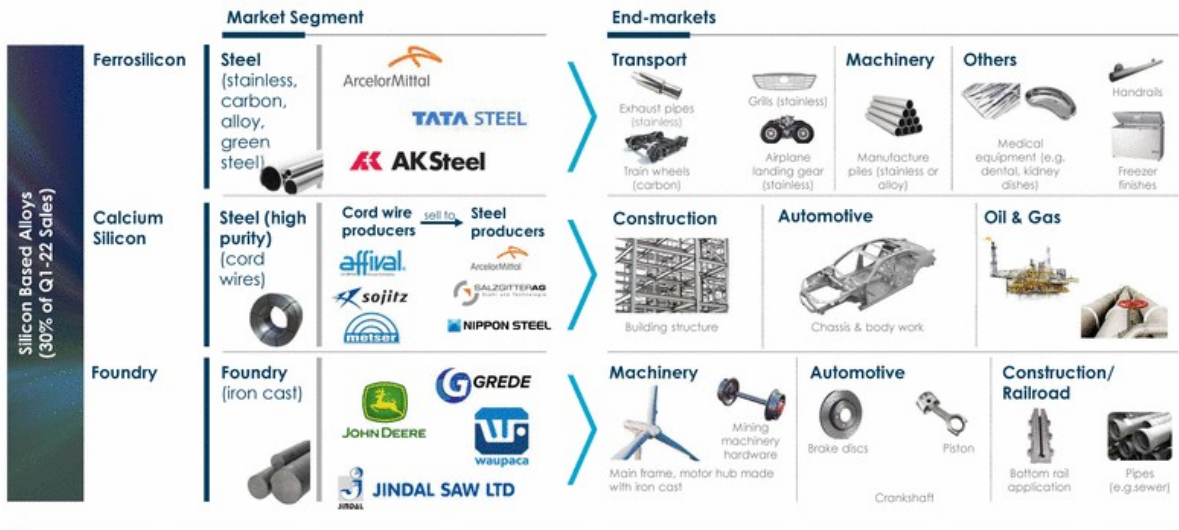 Market Segment
End-markets
Silicon Based Alloys
(30% of Q1-22 Sales)
Ferrosilicon
Steel
(stainless,
carbon,
alloy,
green
steel)
ArcelorMittal
TATA STEEL
AK Steel
Transport
Exhaust pipes
(stainless)
Grills (stainless)
Train wheels
(carbon)
Airplane
landing gear
(stainless)
Machinery
Manufacture
piles (stainless or
alloy)
Others
Medical
equipment (e.g.
dental, kidney
dishes)
Handrails
Freezer
finishes
Calcium
Silicon
Steel (high
purity)
(cord
wires)
Cord wire
producers
sell to
Steel
producers
affival
sojitz
metser
ArcelorMittal
SALZGITTERAG
Stahl und Technologie
NIPPON STEEL
Construction
Building structure
Automotive
Chassis & body work
Oil & Gas
Foundry
Foundry
(iron cast)
JOHN DEERE
GREDE
waupaca
JINDAL
JINDAL SAW LTD
Machinery
Main frame, motor hub made
with iron cast
Mining
machinery
hardware
Automotive
Brake discs
Piston
Crankshaft
Construction/
Railroad
Bottom rail
application
Pipes
(e.g.sewer)